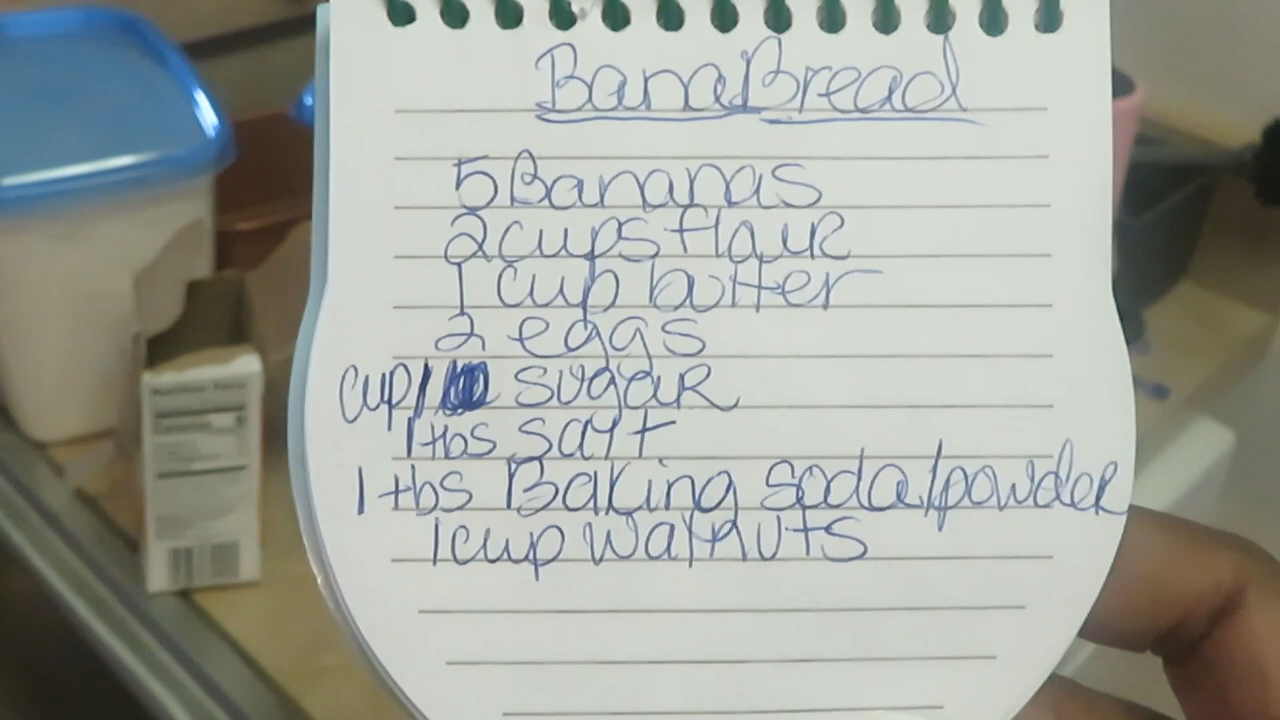 BanaBread
5 Bananas
2 cups flaur
1 cup butter
2 eggs
cup/ sugar
1 tbs salt
1 tbs Baking soda/powder
1 cup walnuts